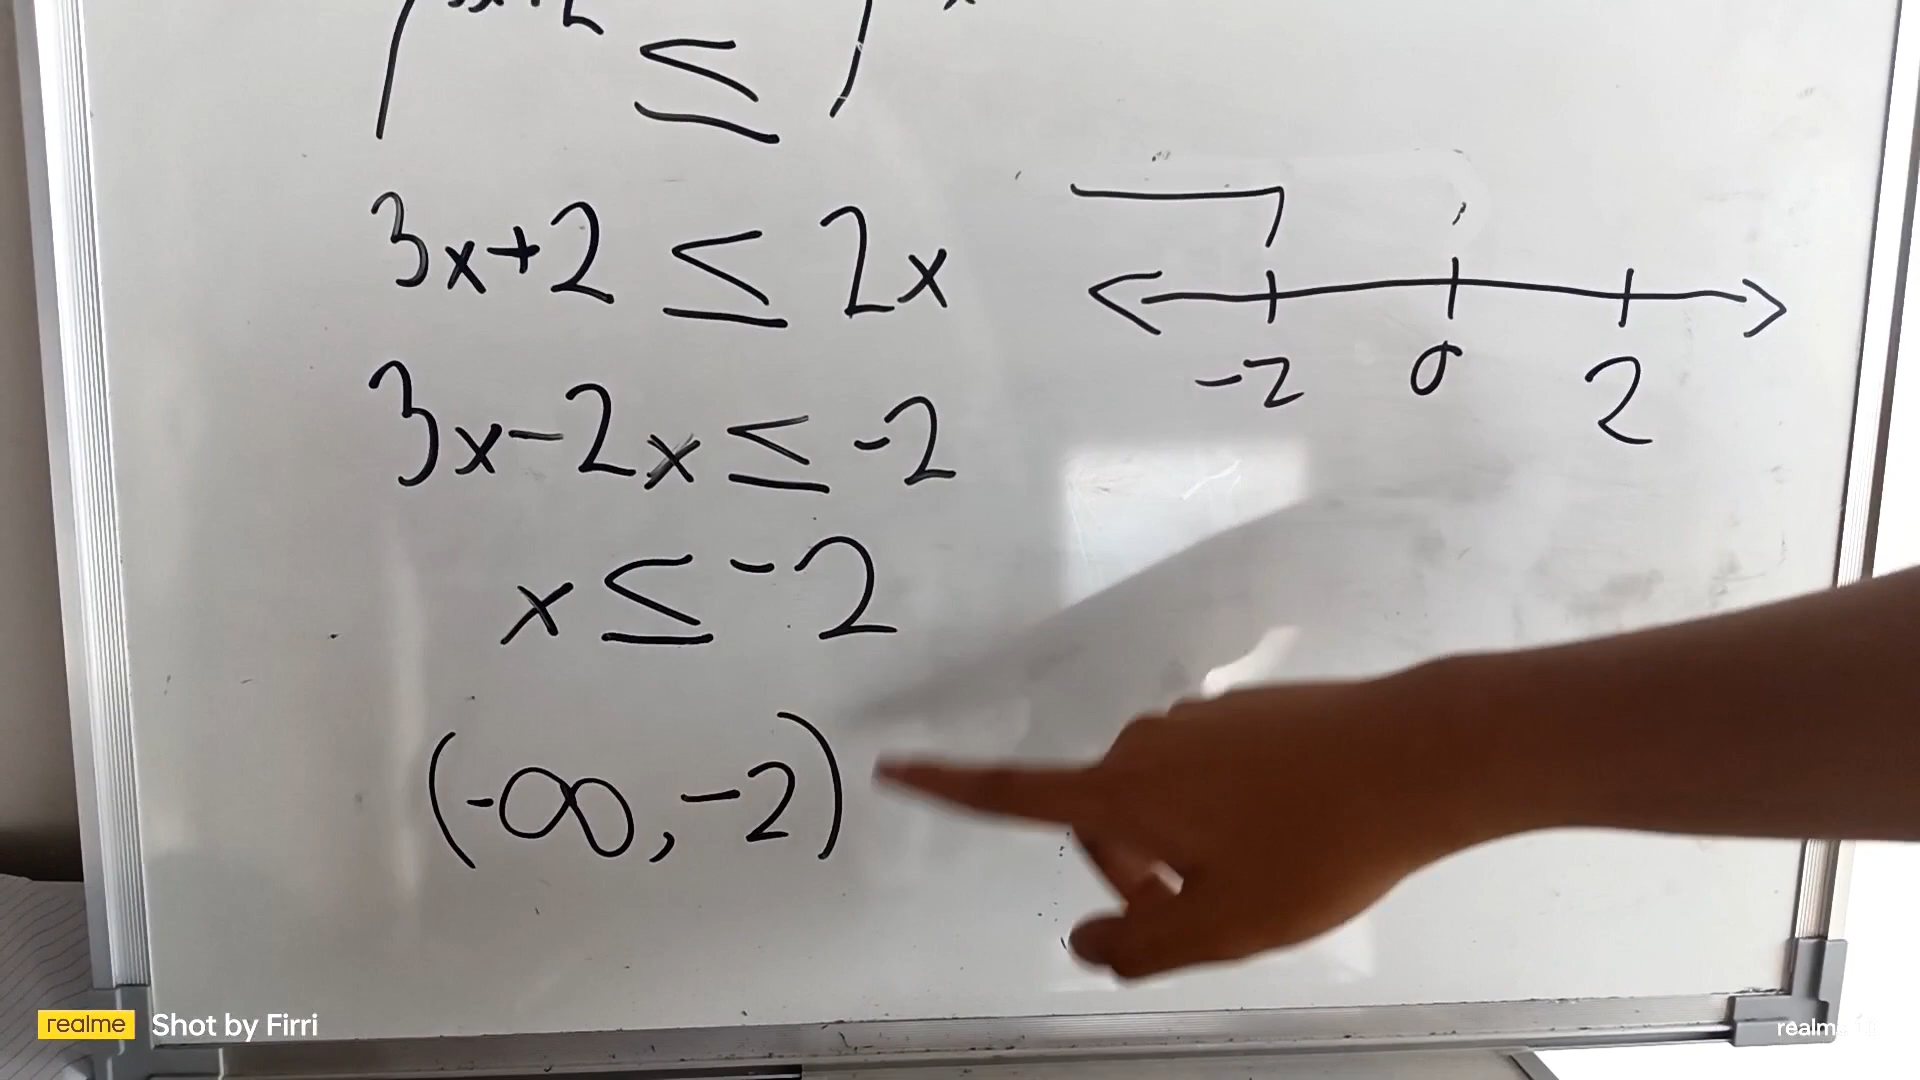 ≤
3x+2 ≤ 2x
3x-2x ≤ -2
x ≤ -2
(-∞, -2)
-2 0 2
realme Shot by Firri